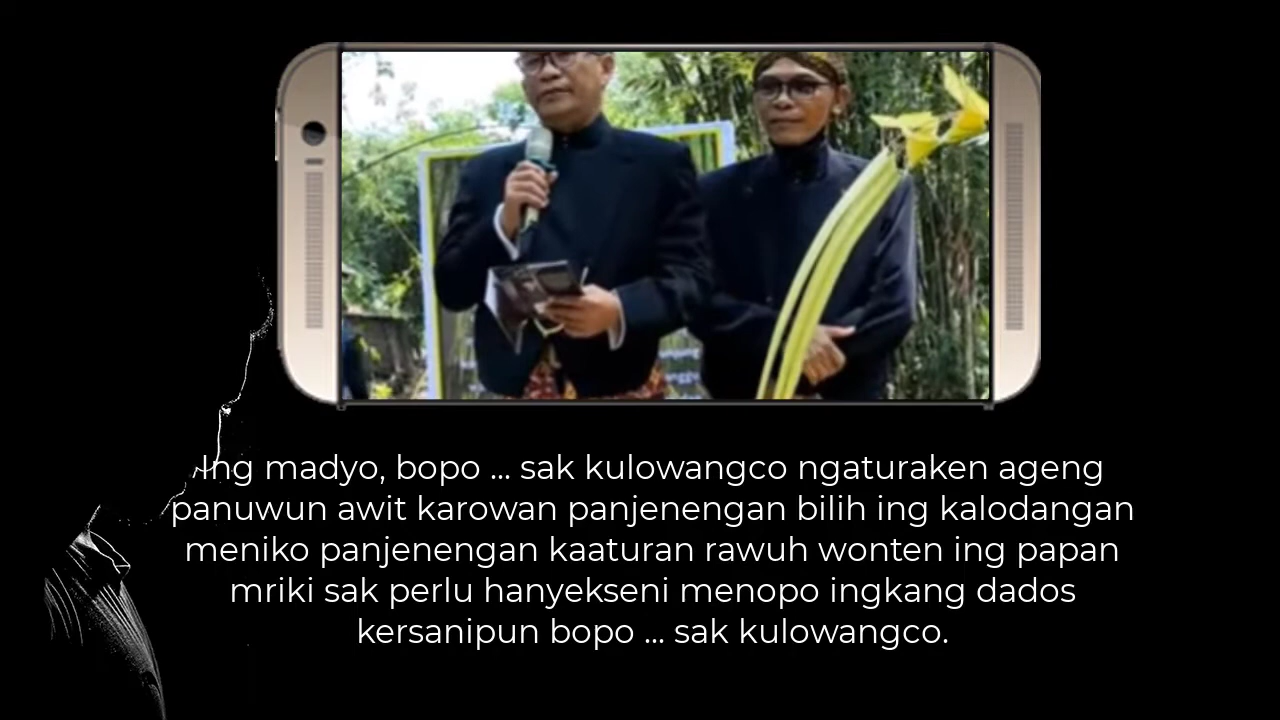 Ing madyo, bopo ... sak kulowangco ngaturaken ageng
panuwun awit karowan panjenengan bilih ing kalodangan
meniko panjenengan kaaturan rawuh wonten ing papan
mriki sak perlu hanyekseni menopo ingkang dados
kersanipun bopo ... sak kulowangco.